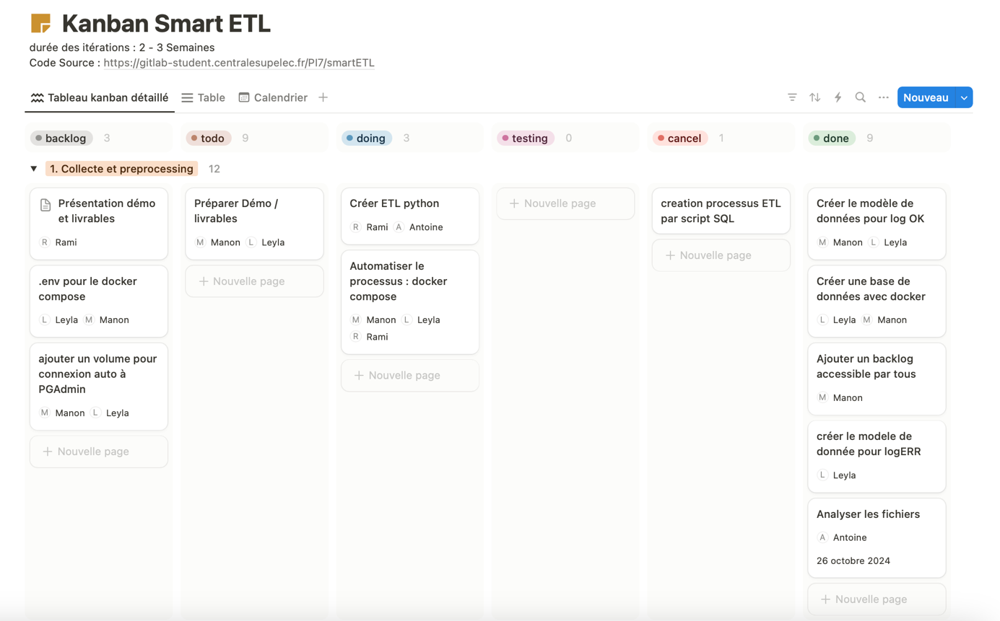 Kanban Smart ETL
durée des itérations : 2 - 3 Semaines
Code Source : https://gitlab-student.centralesupelec.fr/PI7/smartETL
Tableau kanban détaillé Table Calendrier +
Nouveau
backlog 3 todo 9 doing 3 testing 0 cancel 1 done 9
1. Collecte et preprocessing 12
Présentation démo
et livrables
R Rami
.env pour le docker
compose
L Leyla M Manon
ajouter un volume pour
connexion auto à
PGAdmin
M Manon L Leyla
+ Nouvelle page
Préparer Démo /
livrables
M Manon L Leyla
+ Nouvelle page
Créer ETL python
R Rami A Antoine
Automatiser le
processus : docker
compose
M Manon L Leyla
R Rami
+ Nouvelle page
+ Nouvelle page
creation processus ETL
par script SQL
+ Nouvelle page
Créer le modèle de
données pour log OK
M Manon L Leyla
Créer une base de
données avec docker
L Leyla M Manon
Ajouter un backlog
accessible par tous
M Manon
créer le modele de
donnée pour logERR
L Leyla
Analyser les fichiers
A Antoine
26 octobre 2024
+ Nouvelle page